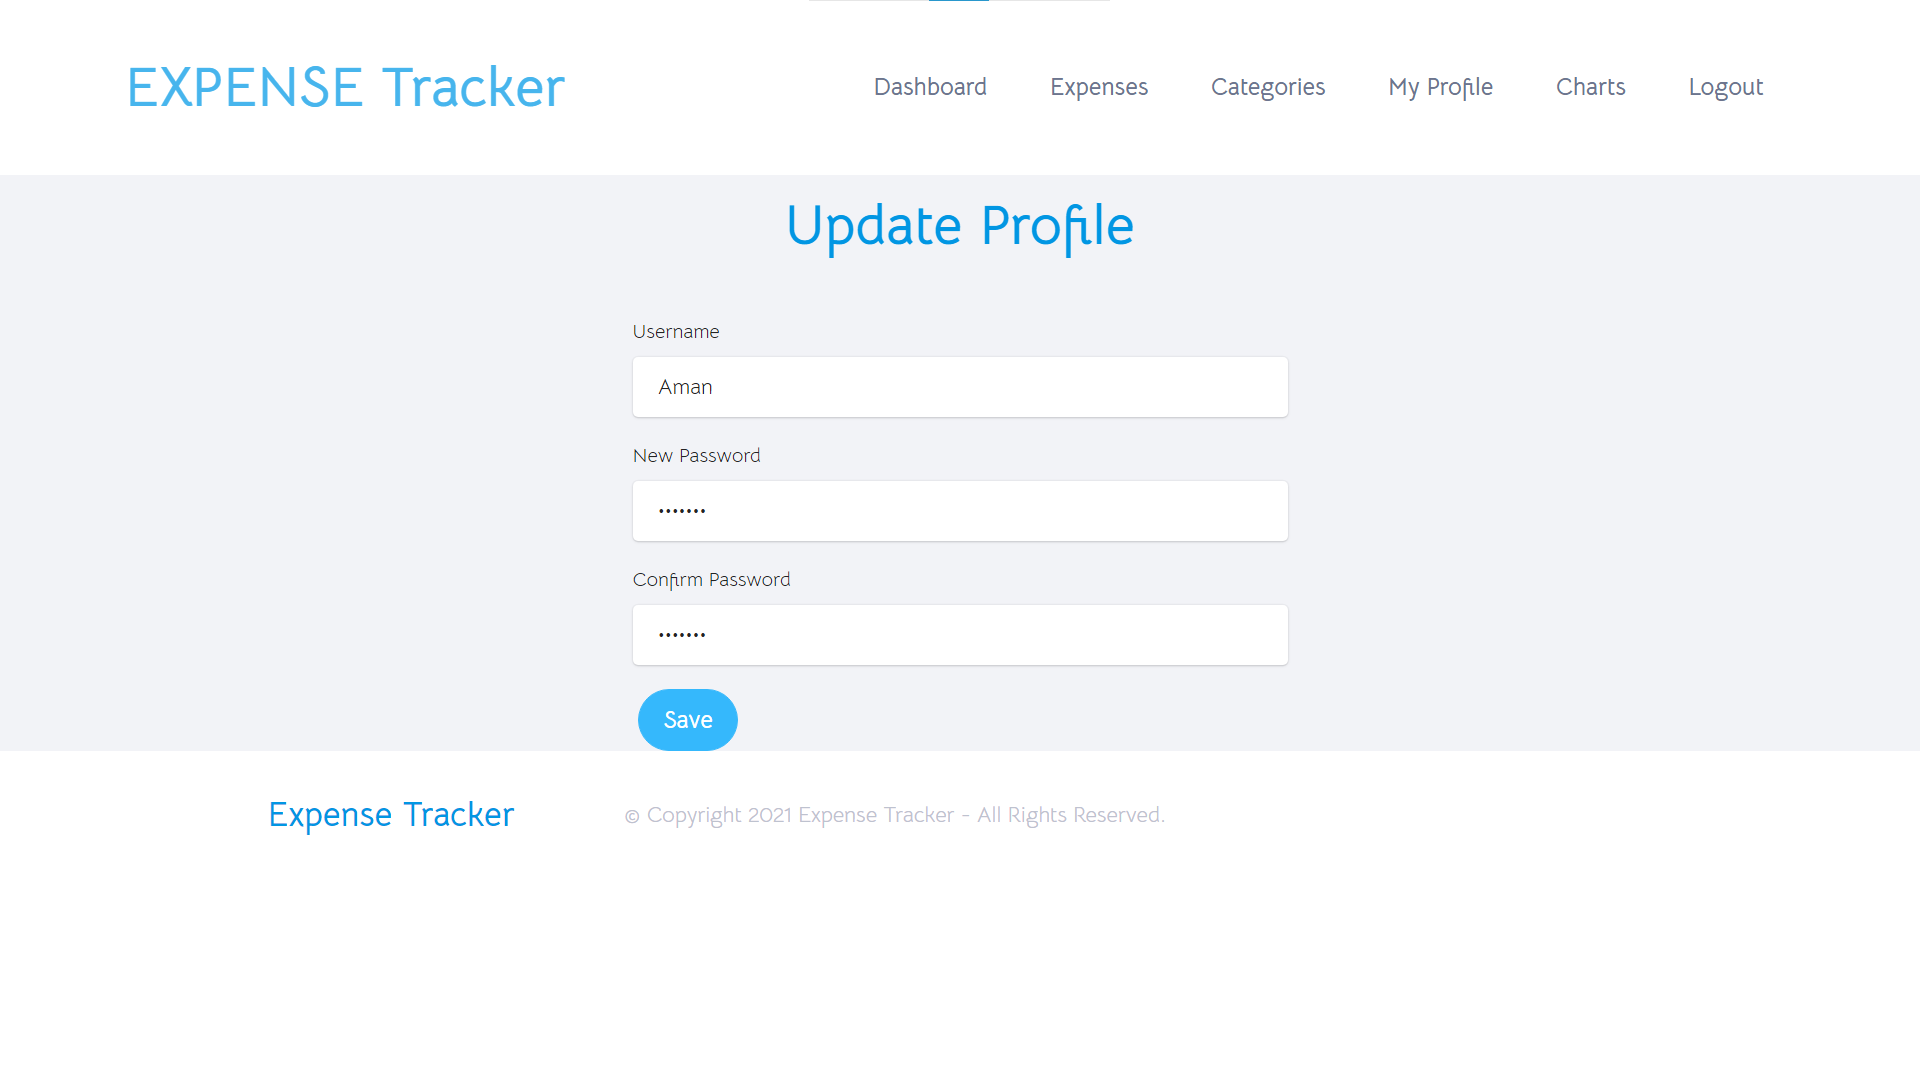 EXPENSE Tracker
Dashboard Expenses Categories My Profile Charts Logout
Update Profile
Username
Aman
New Password
•••••••
Confirm Password
•••••••
Save
Expense Tracker
© Copyright 2021 Expense Tracker - All Rights Reserved.